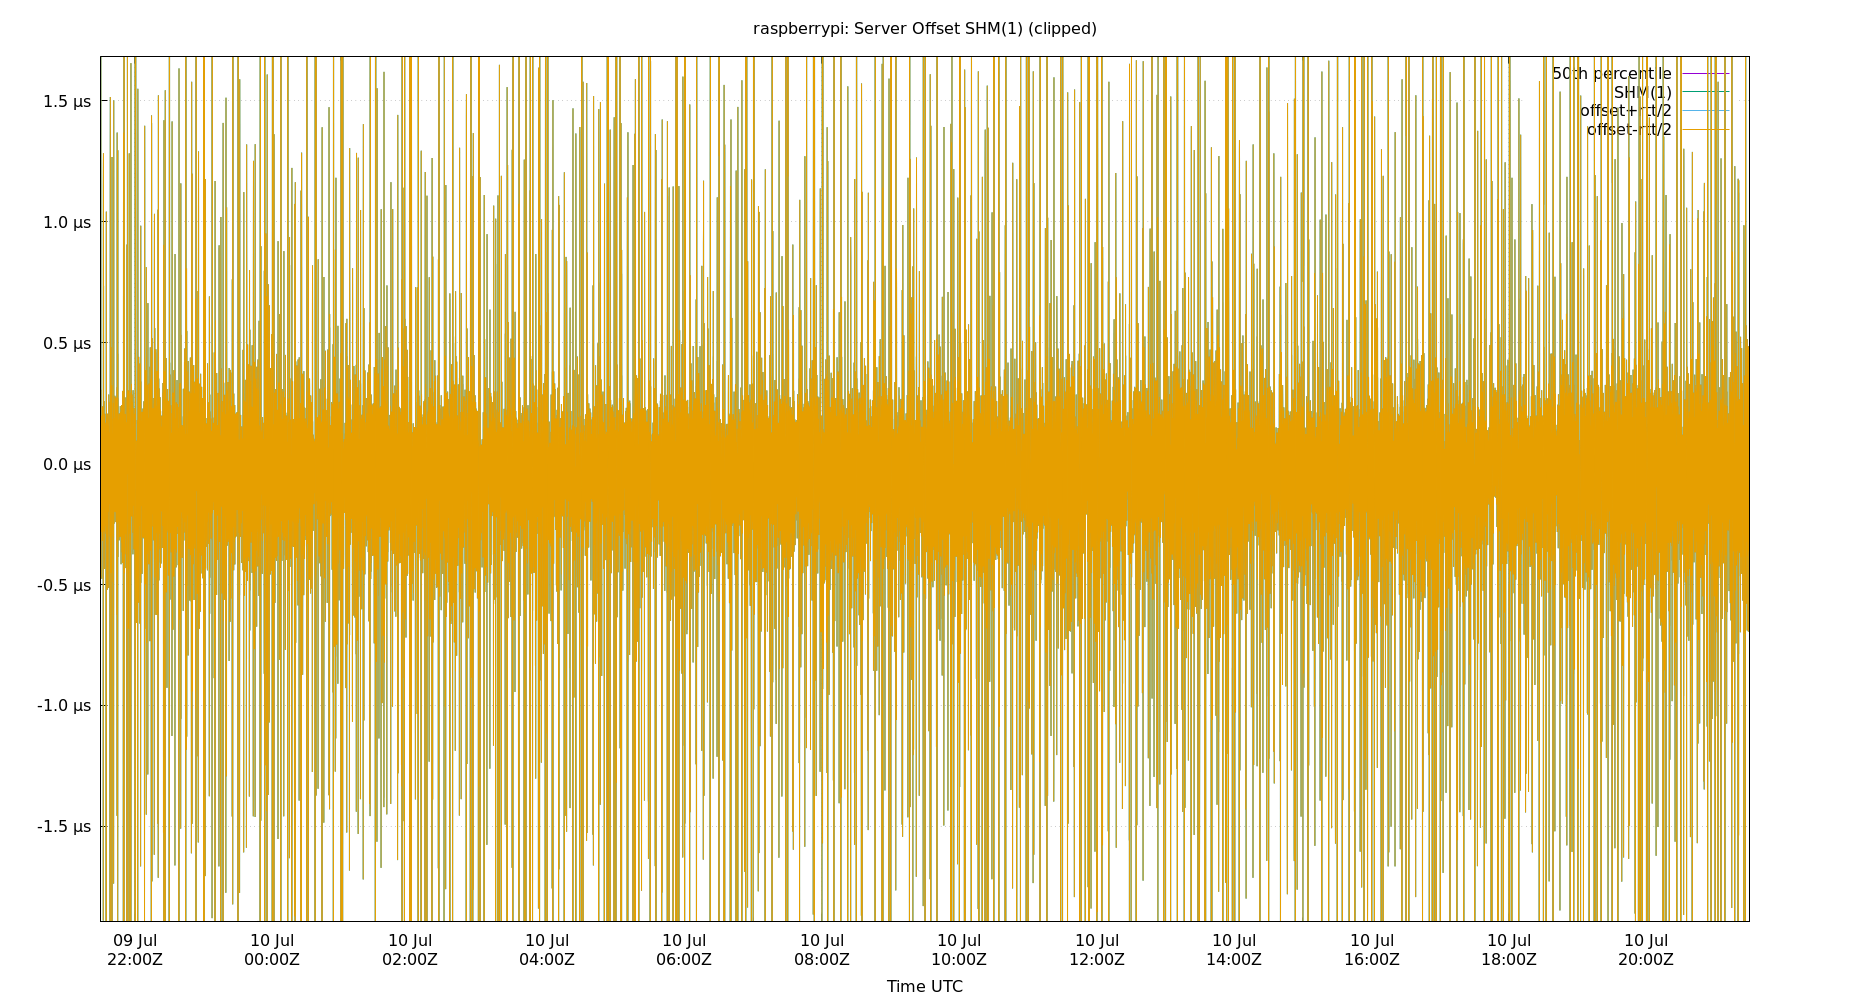 raspberrypi: Server Offset SHM(1) (clipped)
50th percentile
SHM(1)
offset+rtt/2
offset-rtt/2
1.5 µs
1.0 µs
0.5 µs
0.0 µs
-0.5 µs
-1.0 µs
-1.5 µs
09 Jul 10 Jul 10 Jul 10 Jul 10 Jul 10 Jul 10 Jul 10 Jul 10 Jul 10 Jul 10 Jul 10 Jul
22:00Z 00:00Z 02:00Z 04:00Z 06:00Z 08:00Z 10:00Z 12:00Z 14:00Z 16:00Z 18:00Z 20:00Z
Time UTC